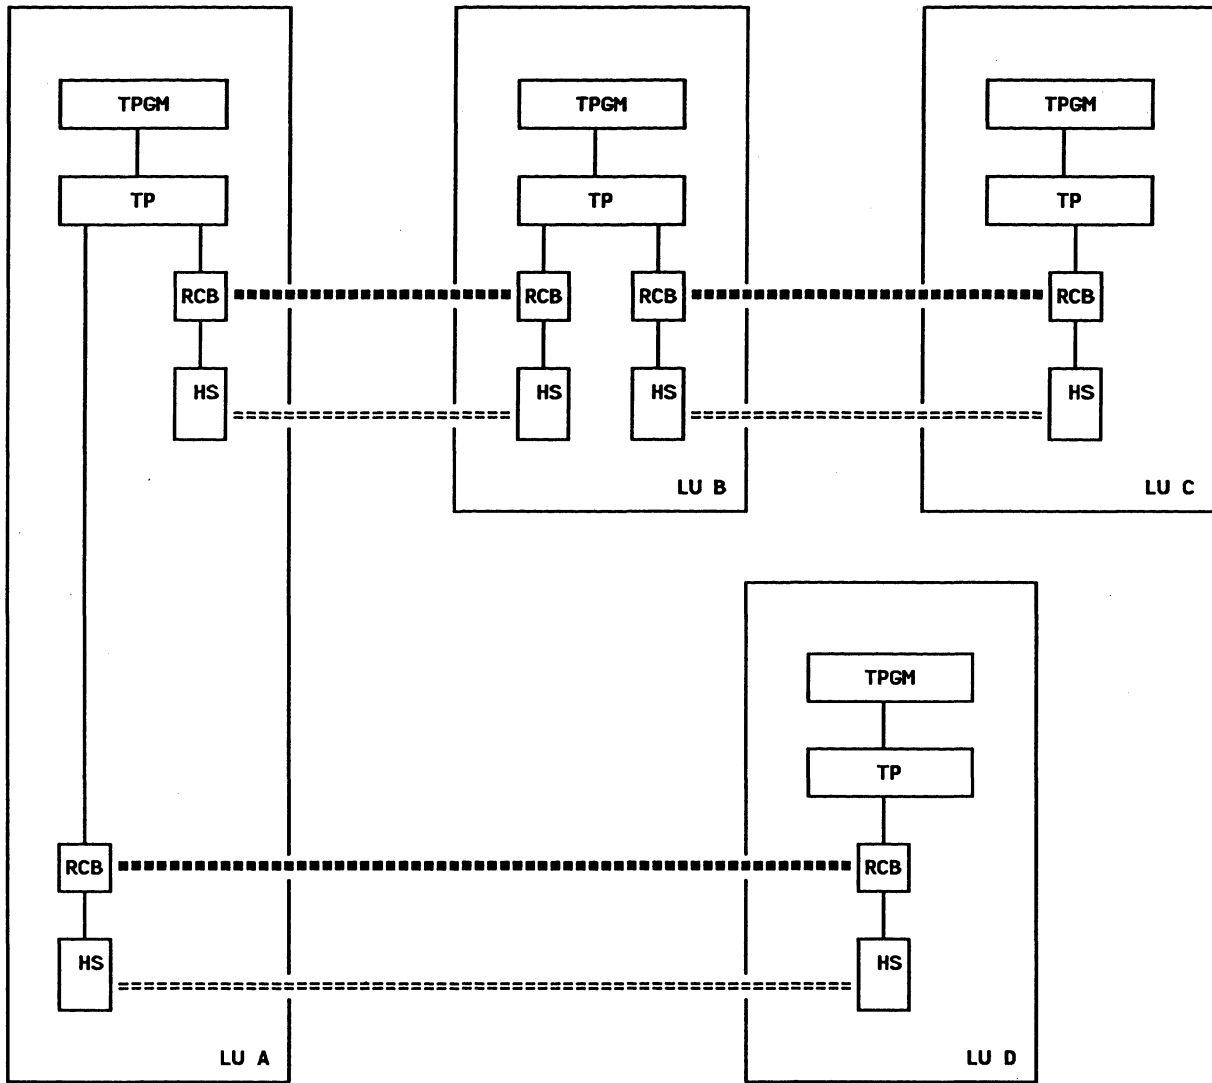 TPGM TPGM TPGM
TP TP TP
RCB RCB RCB RCB
HS HS HS HS
LU B LU C
TPGM
TP
RCB RCB
HS HS
LU A LU D